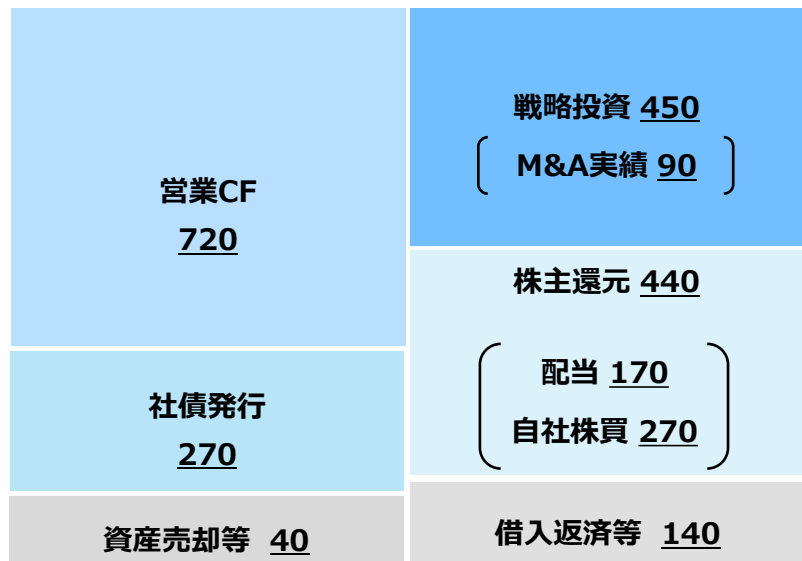 営業CF
720
社債発行
270
資産売却等 40
戦略投資 450
M&A実績 90
株主還元 440
配当 170
自社株買 270
借入返済等 140